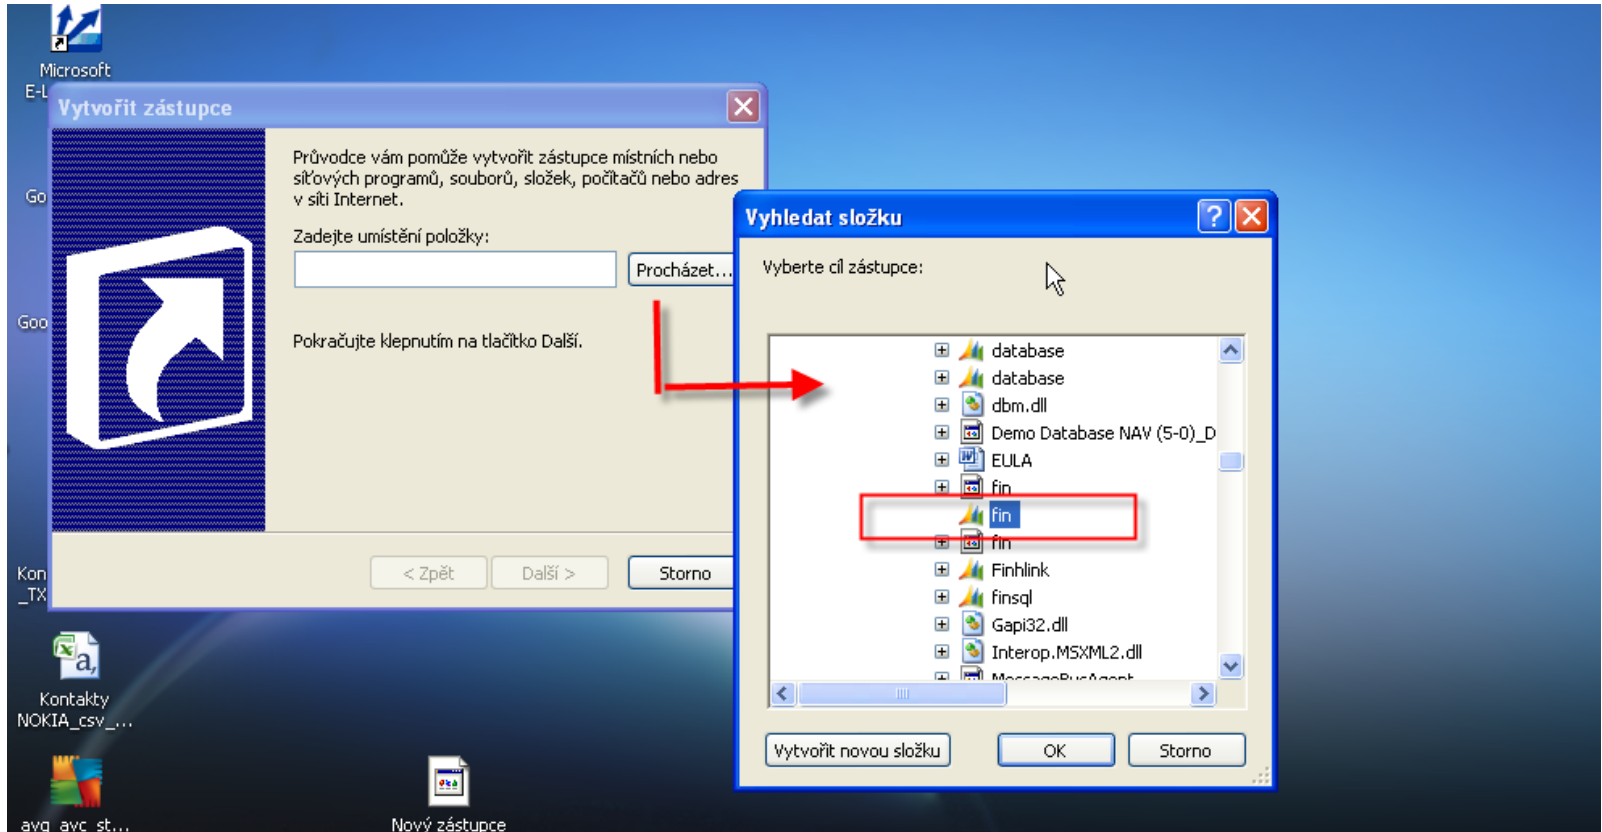 Microsoft
E-L
Vytvořit zástupce
Průvodce vám pomůže vytvořit zástupce místních nebo
síťových programů, souborů, složek, počítačů nebo adres
v síti Internet.
Go
Zadejte umístění položky:
Procházet...
Goo
Pokračujte klepnutím na tlačítko Další.
< Zpět
Další >
Storno
Kon
_TX
Kontakty
NOKIA_csv_...
avg_avc_st...
Nový zástupce
Vyhledat složku
Vyberte cíl zástupce:
database
database
dbm.dll
Demo Database NAV (5-0)_D
EULA
fin
fin
fin
Finhlink
finsql
Gapi32.dll
Interop.MSXML2.dll
MessageBusAgent
Vytvořit novou složku
OK
Storno